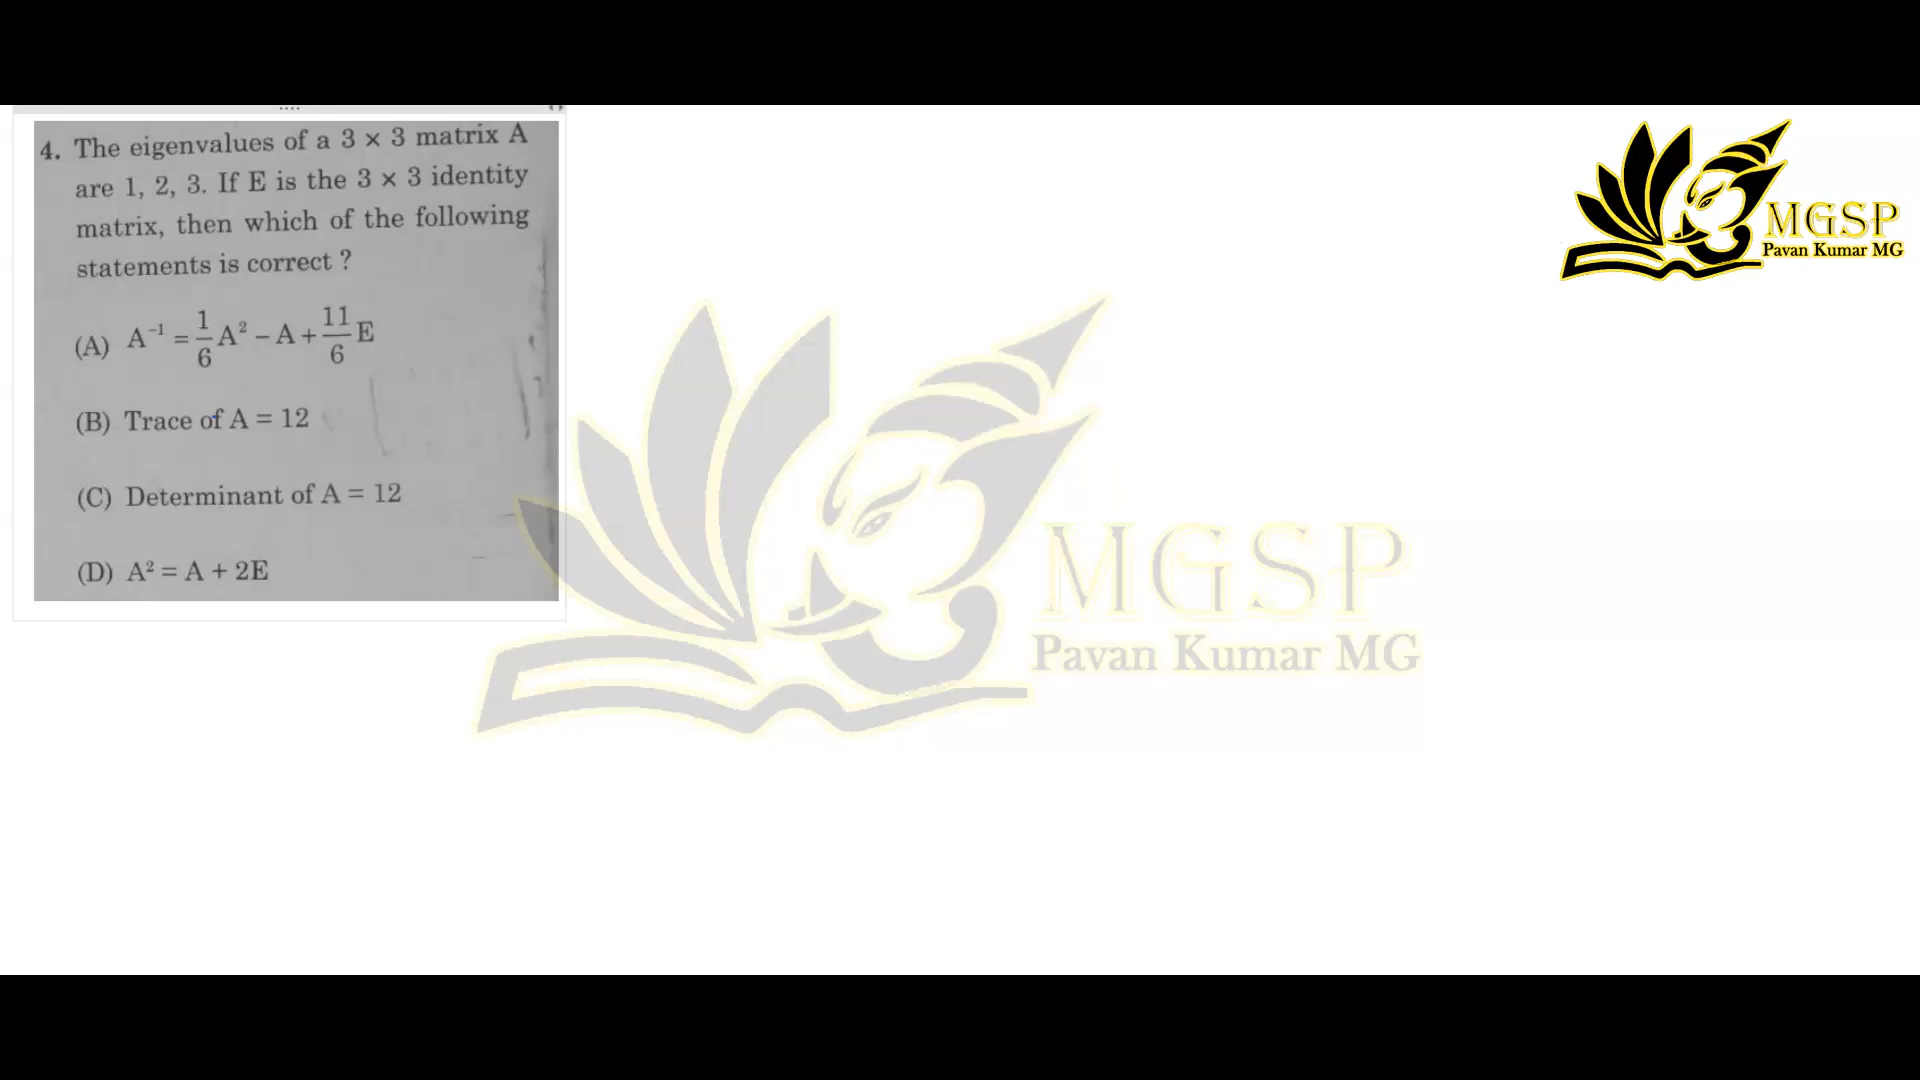 4. The eigenvalues of a 3 × 3 matrix A
are 1, 2, 3. If E is the 3 × 3 identity
matrix, then which of the following
statements is correct ?
(A) A⁻¹ = 1/6 A² – A + 11/6 E
(B) Trace of A = 12
(C) Determinant of A = 12
(D) A² = A + 2E
MGSP
Pavan Kumar MG
MGSP
Pavan Kumar MG